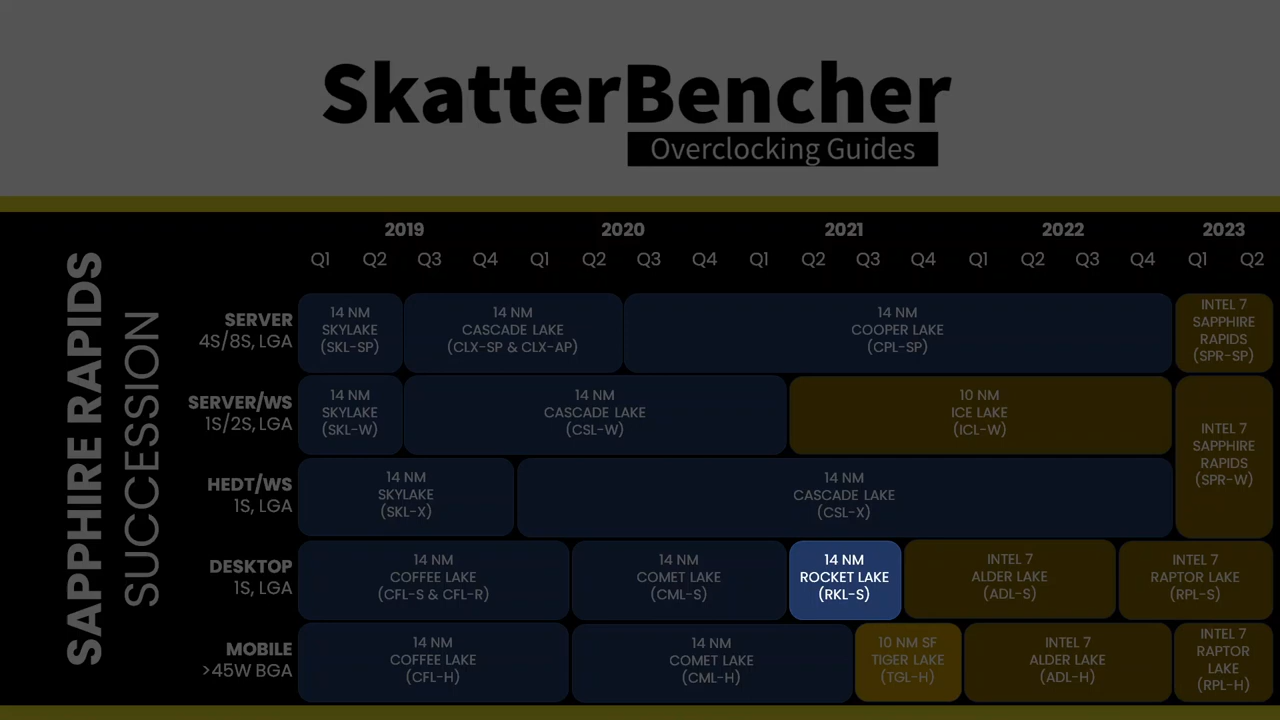 SkatterBencher
Overclocking Guides
SAPPHIRE RAPIDS
SUCCESSION
2019 2020 2021 2022 2023
Q1 Q2 Q3 Q4 Q1 Q2 Q3 Q4 Q1 Q2 Q3 Q4 Q1 Q2 Q3 Q4 Q1 Q2
SERVER
4S/8S, LGA
14 NM
SKYLAKE
(SKL-SP)
14 NM
CASCADE LAKE
(CLX-SP & CLX-AP)
14 NM
COOPER LAKE
(CPL-SP)
INTEL 7
SAPPHIRE
RAPIDS
(SPR-SP)
SERVER/WS
1S/2S, LGA
14 NM
SKYLAKE
(SKL-W)
14 NM
CASCADE LAKE
(CSL-W)
10 NM
ICE LAKE
(ICL-W)
INTEL 7
SAPPHIRE
RAPIDS
(SPR-W)
HEDT/WS
1S, LGA
14 NM
SKYLAKE
(SKL-X)
14 NM
CASCADE LAKE
(CSL-X)
DESKTOP
1S, LGA
14 NM
COFFEE LAKE
(CFL-S & CFL-R)
14 NM
COMET LAKE
(CML-S)
14 NM
ROCKET LAKE
(RKL-S)
INTEL 7
ALDER LAKE
(ADL-S)
INTEL 7
RAPTOR LAKE
(RPL-S)
MOBILE
>45W BGA
14 NM
COFFEE LAKE
(CFL-H)
14 NM
COMET LAKE
(CML-H)
10 NM SF
TIGER LAKE
(TGL-H)
INTEL 7
ALDER LAKE
(ADL-H)
INTEL 7
RAPTOR
LAKE
(RPL-H)